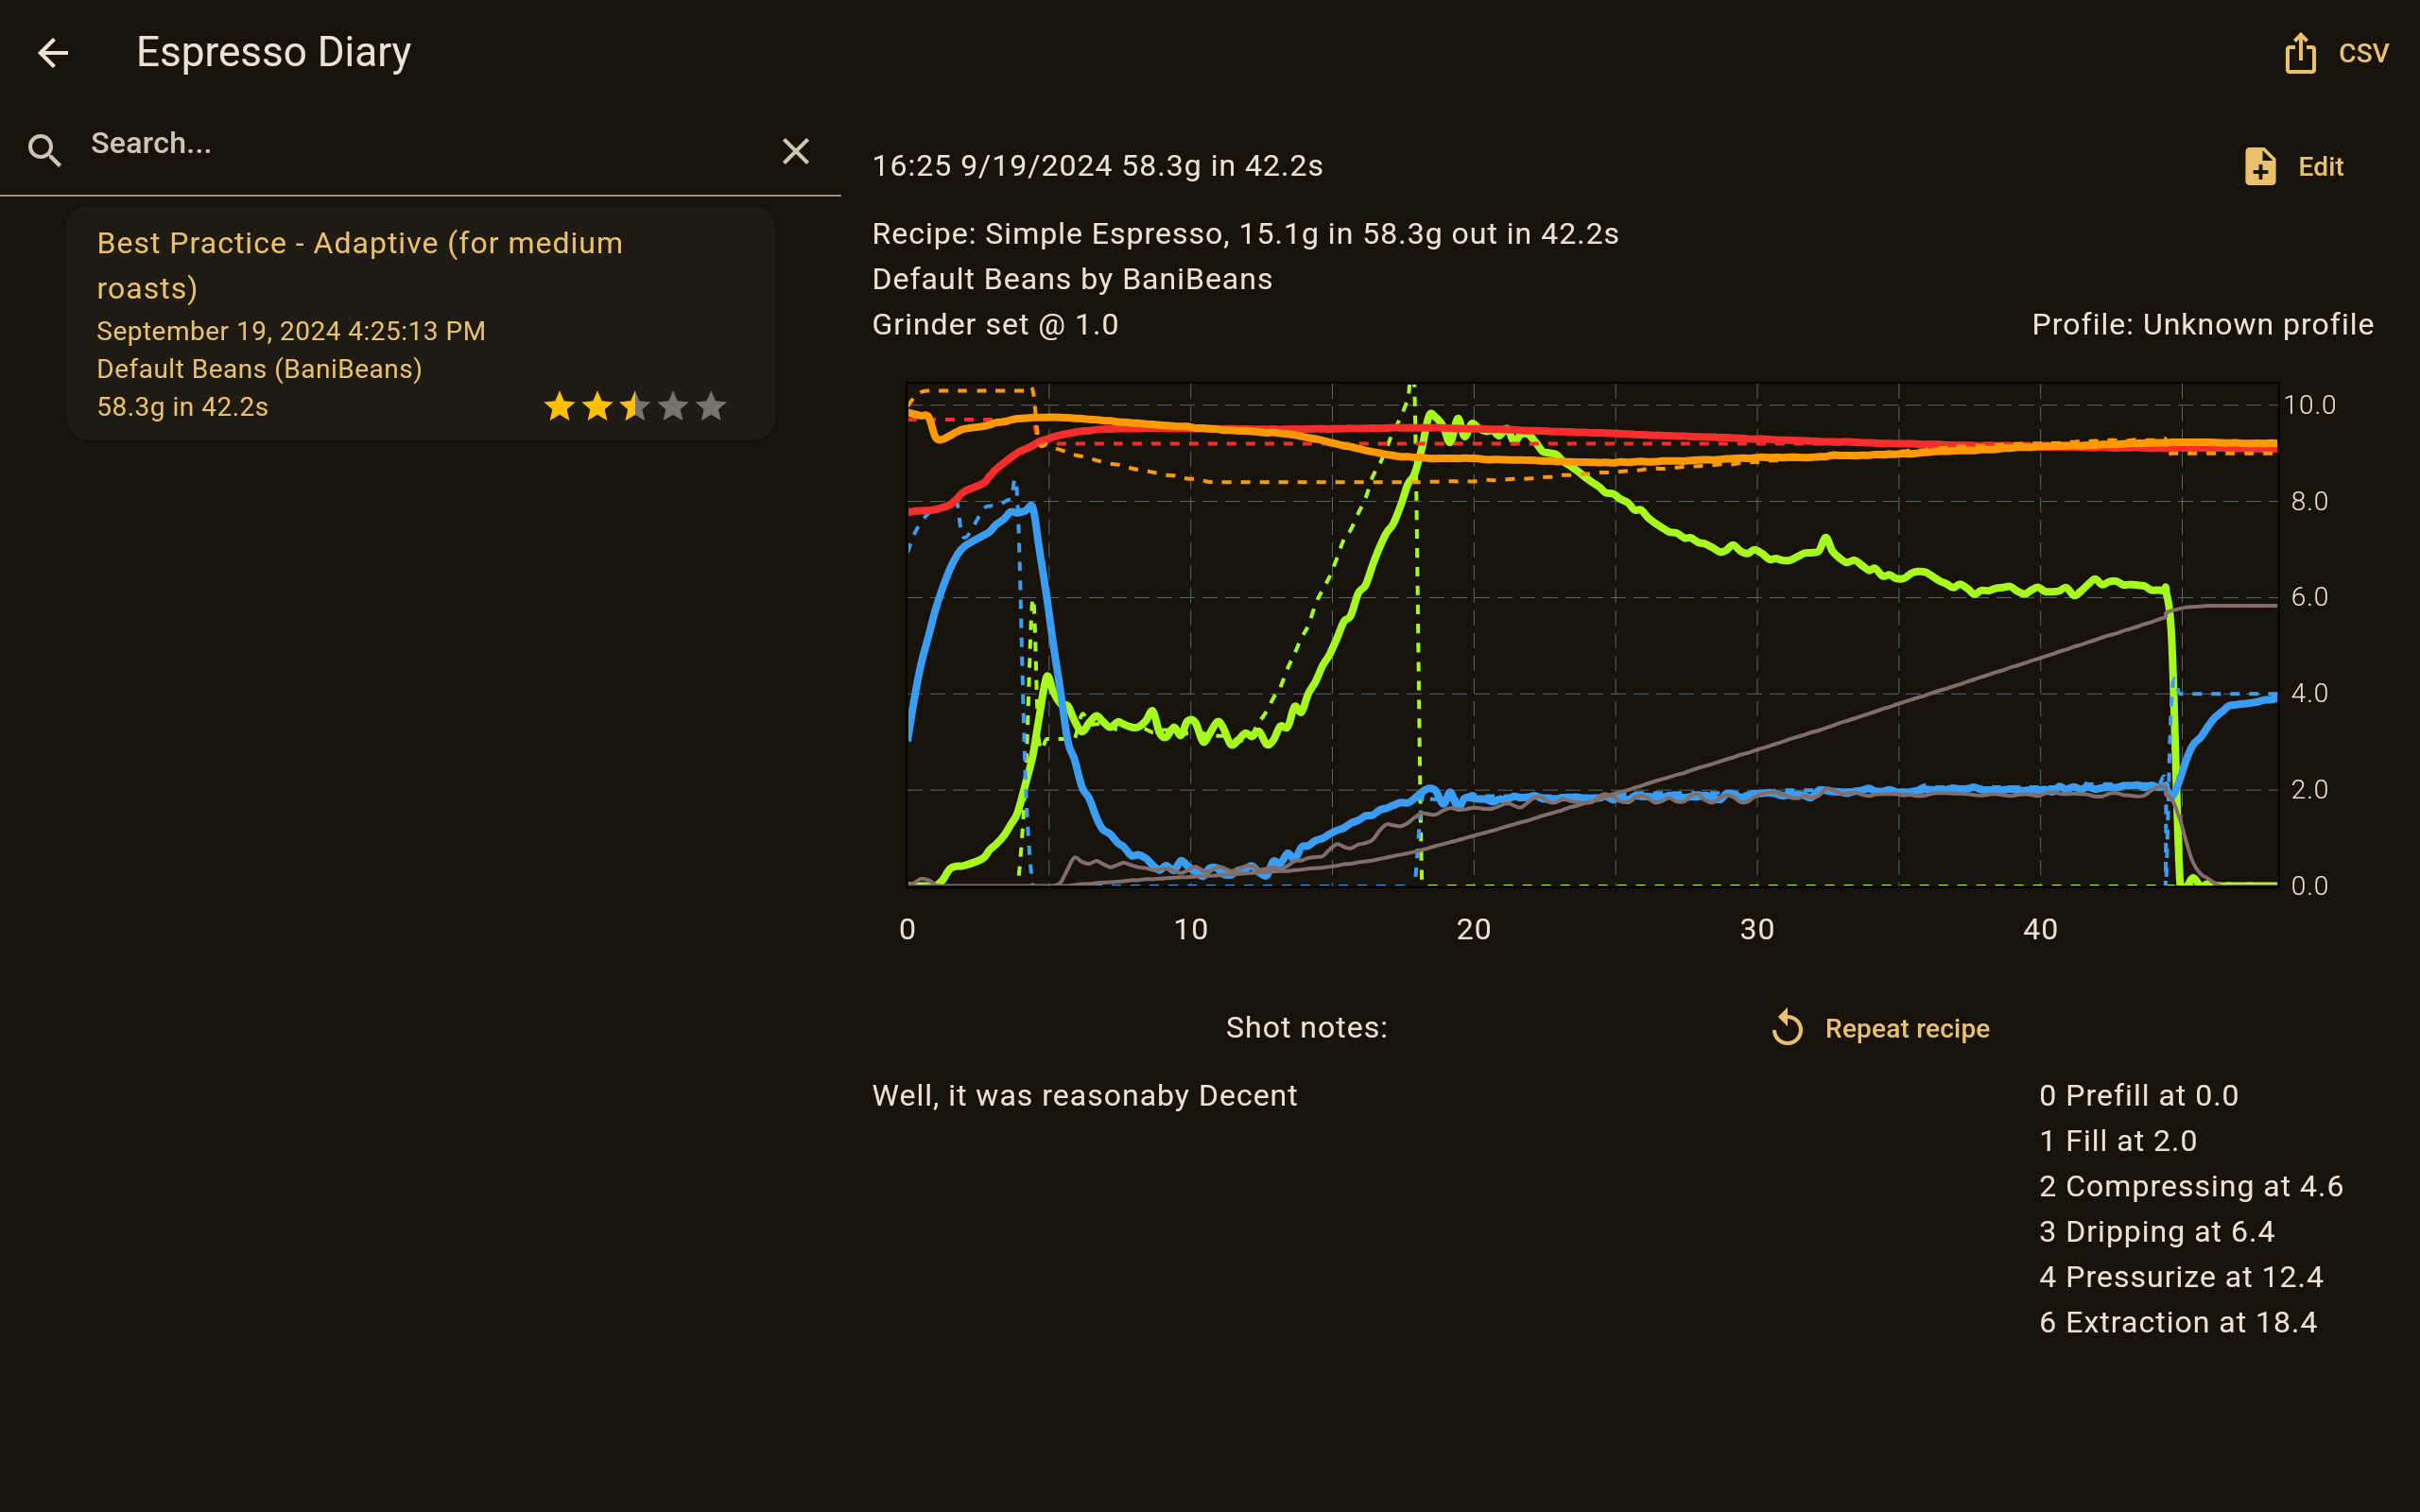 Espresso Diary
CSV
Search...
Best Practice - Adaptive (for medium
roasts)
September 19, 2024 4:25:13 PM
Default Beans (BaniBeans)
58.3g in 42.2s
16:25 9/19/2024 58.3g in 42.2s
Edit
Recipe: Simple Espresso, 15.1g in 58.3g out in 42.2s
Default Beans by BaniBeans
Grinder set @ 1.0
Profile: Unknown profile
10.0
8.0
6.0
4.0
2.0
0.0
0 10 20 30 40
Shot notes:
Repeat recipe
Well, it was reasonaby Decent
0 Prefill at 0.0
1 Fill at 2.0
2 Compressing at 4.6
3 Dripping at 6.4
4 Pressurize at 12.4
6 Extraction at 18.4